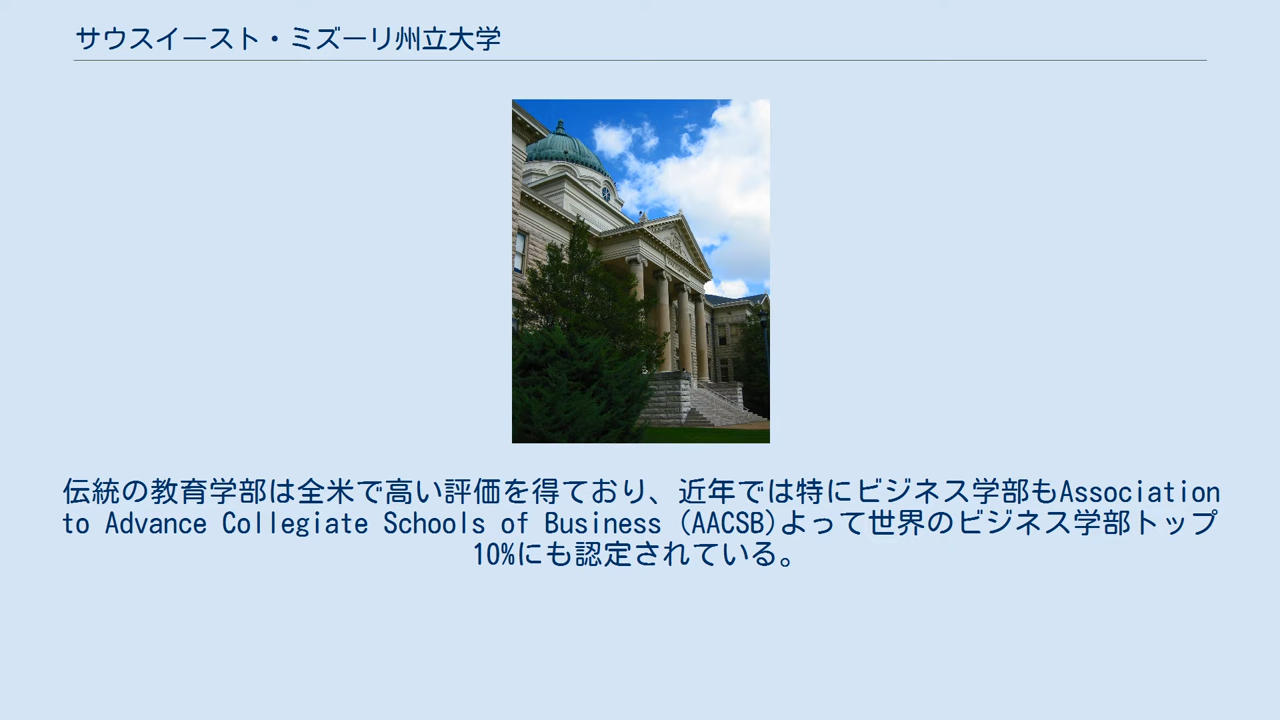 サウスイースト・ミズーリ州立大学
伝統の教育学部は全米で高い評価を得ており、近年では特にビジネス学部もAssociation
to Advance Collegiate Schools of Business (AACSB)よって世界のビジネス学部トップ
10%にも認定されている。